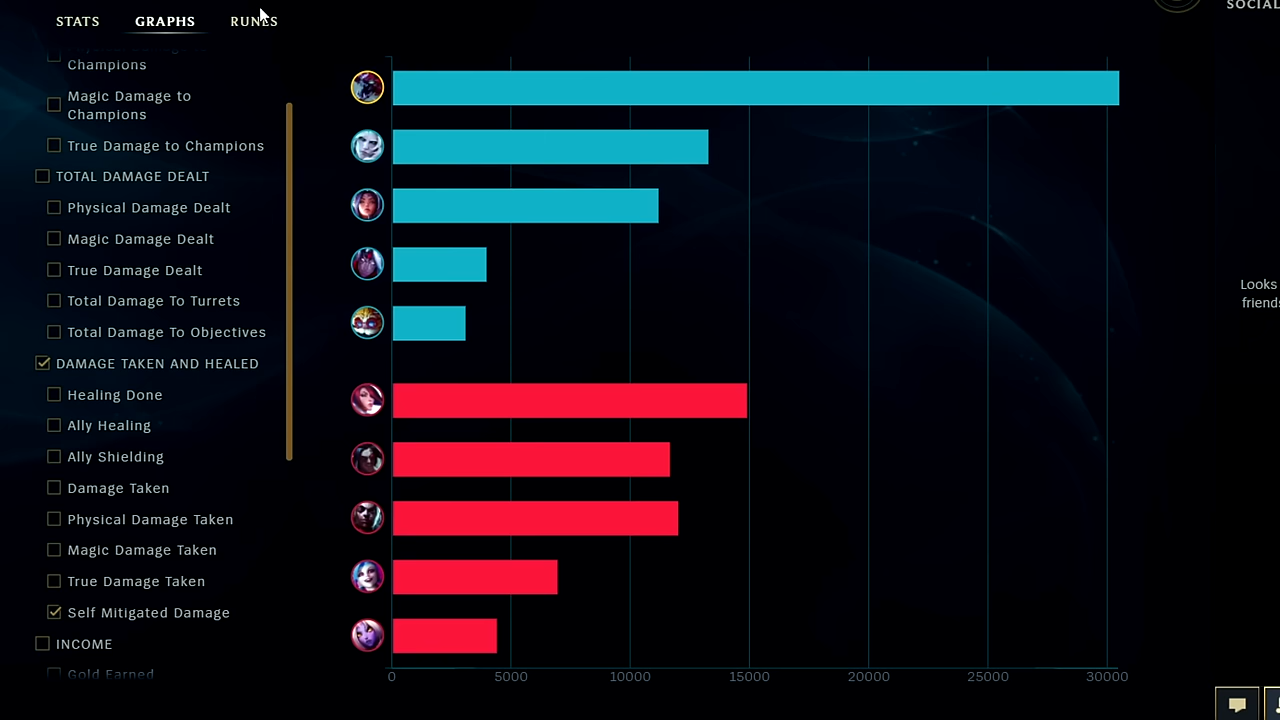 STATS GRAPHS RUNES
SOCIAL
Champions
Magic Damage to
Champions
True Damage to Champions
TOTAL DAMAGE DEALT
Physical Damage Dealt
Magic Damage Dealt
True Damage Dealt
Total Damage To Turrets
Total Damage To Objectives
DAMAGE TAKEN AND HEALED
Healing Done
Ally Healing
Ally Shielding
Damage Taken
Physical Damage Taken
Magic Damage Taken
True Damage Taken
Self Mitigated Damage
INCOME
Gold Earned
0 5000 10000 15000 20000 25000 30000
Looks
friends